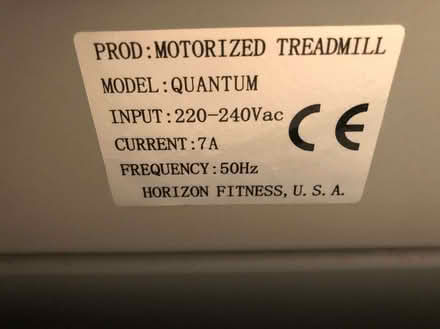 PROD:MOTORIZED TREADMILL
MODEL:QUANTUM
INPUT:220-240Vac
CE
CURRENT:7A
FREQUENCY:50Hz
HORIZON FITNESS, U. S. A.